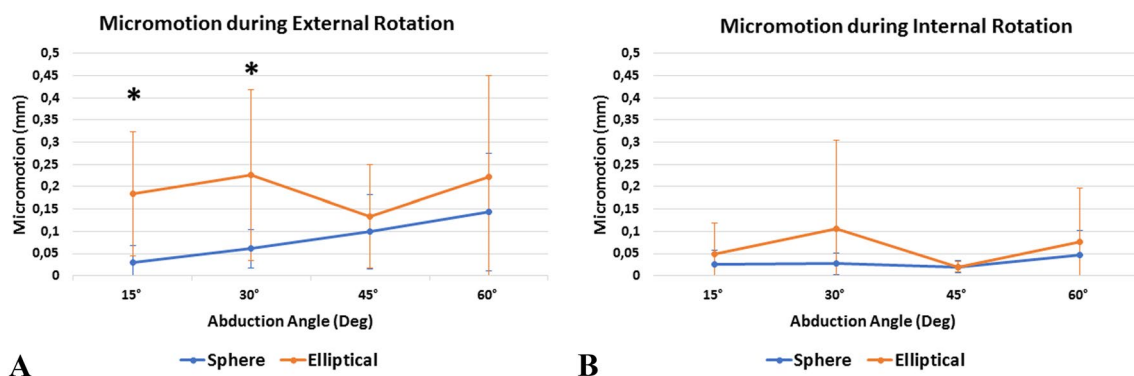 Micromotion during External Rotation
0,5
0,45
0,4
0,35
0,3
0,25
0,2
0,15
0,1
0,05
0
Micromotion (mm)
*
*
15°
30°
45°
60°
Abduction Angle (Deg)
Sphere
Elliptical
A
Micromotion during Internal Rotation
0,5
0,45
0,4
0,35
0,3
0,25
0,2
0,15
0,1
0,05
0
Micromotion (mm)
15°
30°
45°
60°
Abduction Angle (Deg)
Sphere
Elliptical
B